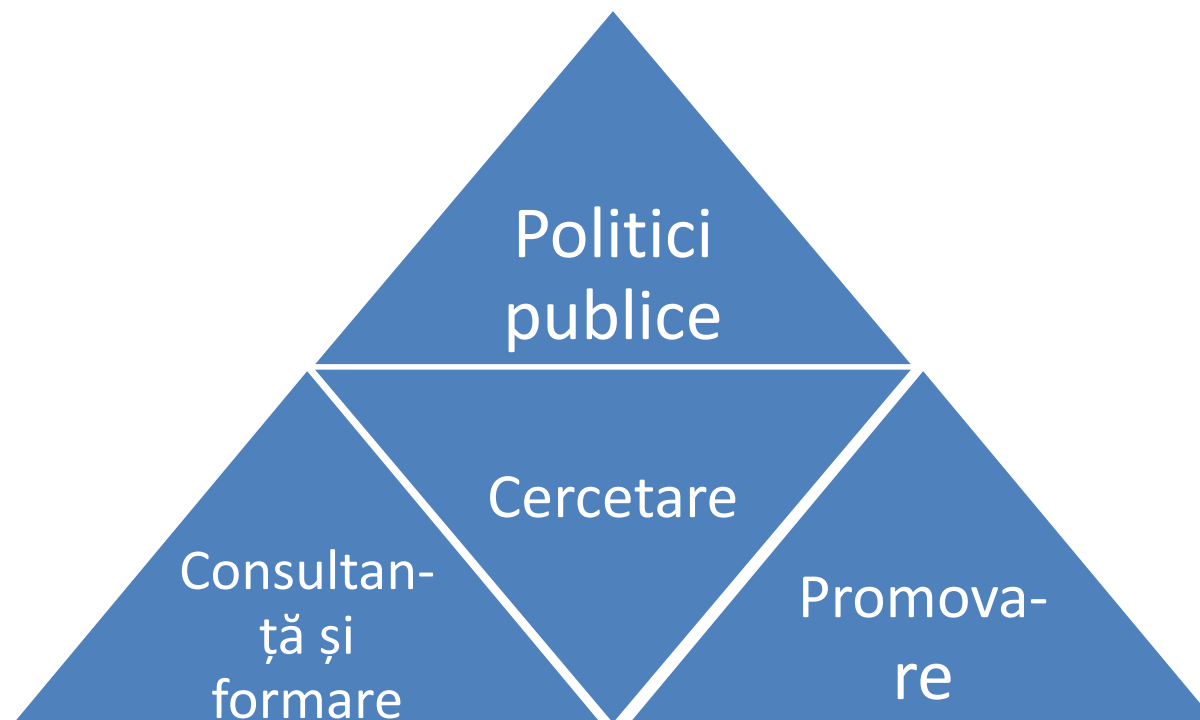 Politici
publice
Cercetare
Consultan-
ță și
formare
Promova-
re